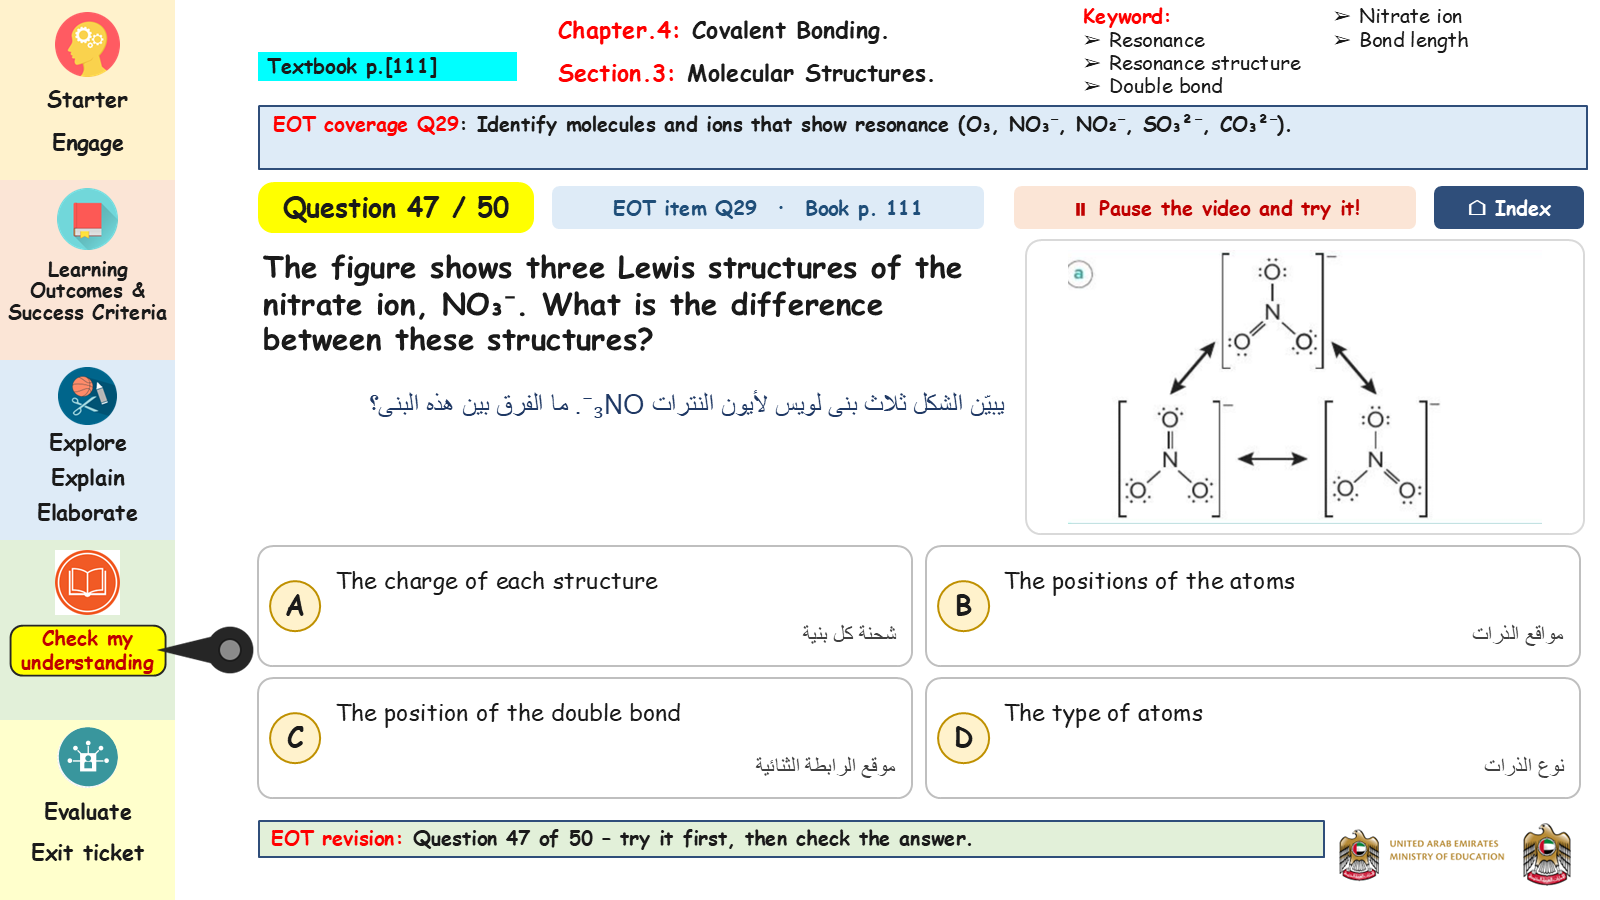 Starter
Engage
Learning
Outcomes &
Success Criteria
Explore
Explain
Elaborate
Check my
understanding
Evaluate
Exit ticket
Textbook p.[111]
Chapter.4: Covalent Bonding.
Section.3: Molecular Structures.
Keyword:
➢ Resonance
➢ Resonance structure
➢ Double bond
➢ Nitrate ion
➢ Bond length
EOT coverage Q29: Identify molecules and ions that show resonance (O₃, NO₃⁻, NO₂⁻, SO₃²⁻, CO₃²⁻).
Question 47 / 50
EOT item Q29 · Book p. 111
⏸ Pause the video and try it!
⌂ Index
The figure shows three Lewis structures of the
nitrate ion, NO₃⁻. What is the difference
between these structures?
يبيّن الشكل ثلاث بنى لويس لأيون النترات NO₃⁻. ما الفرق بين هذه البنى؟
a
O
N
O O
O
N
O O
O
N
O O
A
The charge of each structure
شحنة كل بنية
B
The positions of the atoms
مواقع الذرات
C
The position of the double bond
موقع الرابطة الثنائية
D
The type of atoms
نوع الذرات
EOT revision: Question 47 of 50 – try it first, then check the answer.
UNITED ARAB EMIRATES
MINISTRY OF EDUCATION